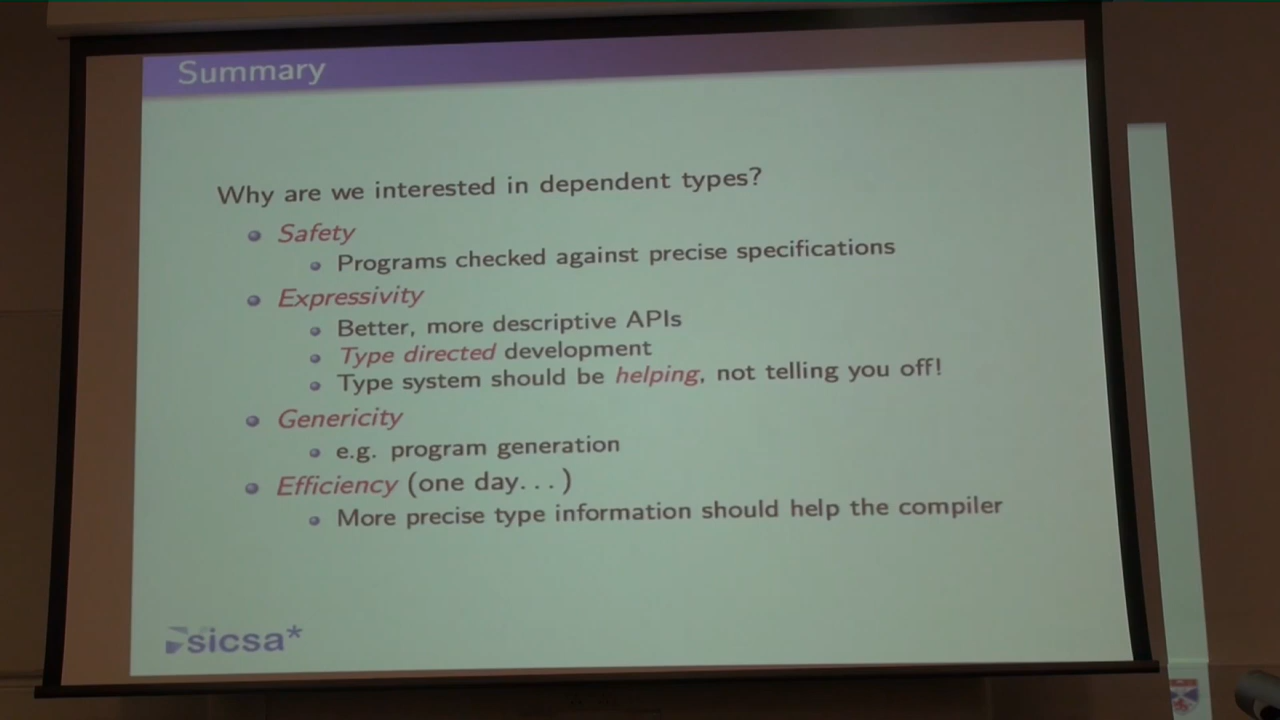 Summary
Why are we interested in dependent types?
Safety
Programs checked against precise specifications
Expressivity
Better, more descriptive APIs
Type directed development
Type system should be helping, not telling you off!
Genericity
e.g. program generation
Efficiency (one day...)
More precise type information should help the compiler
sicsa*